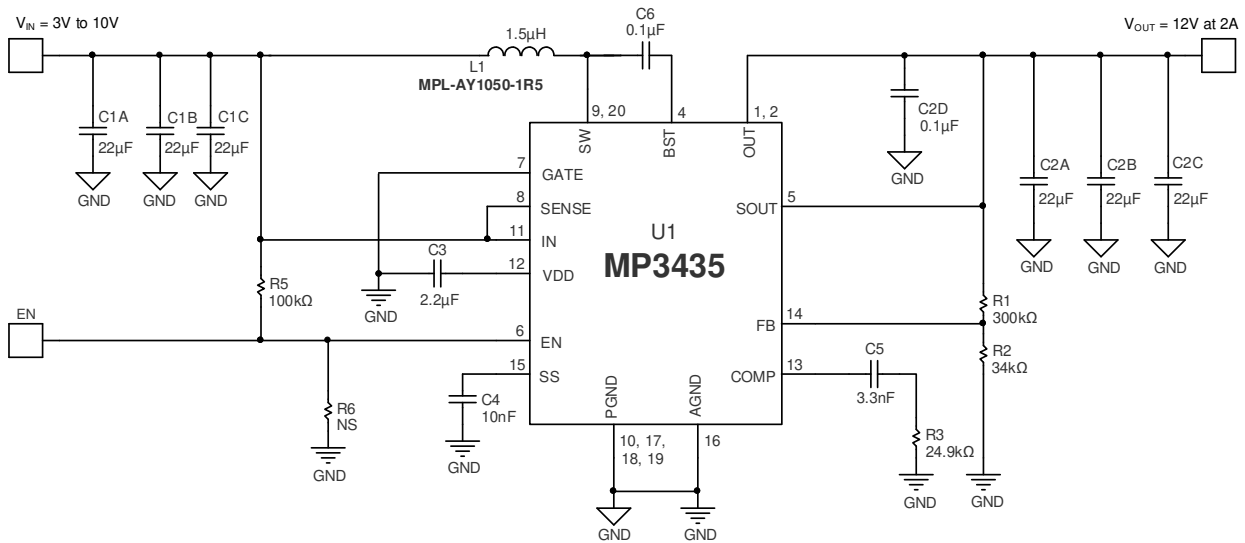 VIN = 3V to 10V
VOUT = 12V at 2A
C6
0.1µF
1.5µH
L1
MPL-AY1050-1R5
9, 20
4
1, 2
SW
BST
OUT
C1A
22µF
GND
C1B
22µF
GND
C1C
22µF
GND
C2D
0.1µF
GND
C2A
22µF
GND
C2B
22µF
GND
C2C
22µF
GND
7
GATE
8
SENSE
11
IN
12
VDD
C3
2.2µF
GND
5
SOUT
U1
MP3435
R5
100kΩ
EN
6
EN
15
SS
R6
NS
GND
C4
10nF
GND
14
FB
13
COMP
R1
300kΩ
R2
34kΩ
GND
C5
3.3nF
R3
24.9kΩ
GND
PGND
AGND
10, 17,
18, 19
16
GND
GND